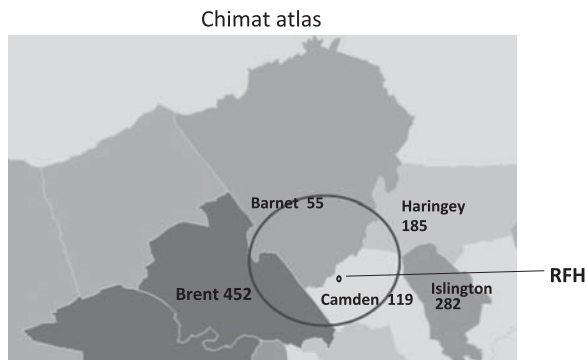 Chimat atlas
Barnet 55
Haringey
185
RFH
Brent 452
Camden 119
Islington
282